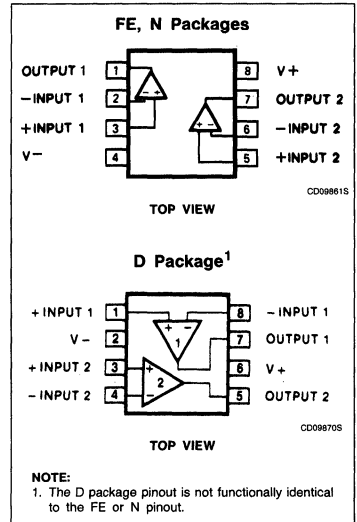 FE, N Packages
OUTPUT 1 1 8 V+
−INPUT 1 2 7 OUTPUT 2
+INPUT 1 3 6 −INPUT 2
V− 4 5 +INPUT 2
− +
+ −
CD09861S
TOP VIEW
D Package1
+ INPUT 1 1 8 − INPUT 1
V − 2 7 OUTPUT 1
+ INPUT 2 3 6 V +
− INPUT 2 4 5 OUTPUT 2
+ −
1
+
2
−
CD09870S
TOP VIEW
NOTE:
1. The D package pinout is not functionally identical
to the FE or N pinout.